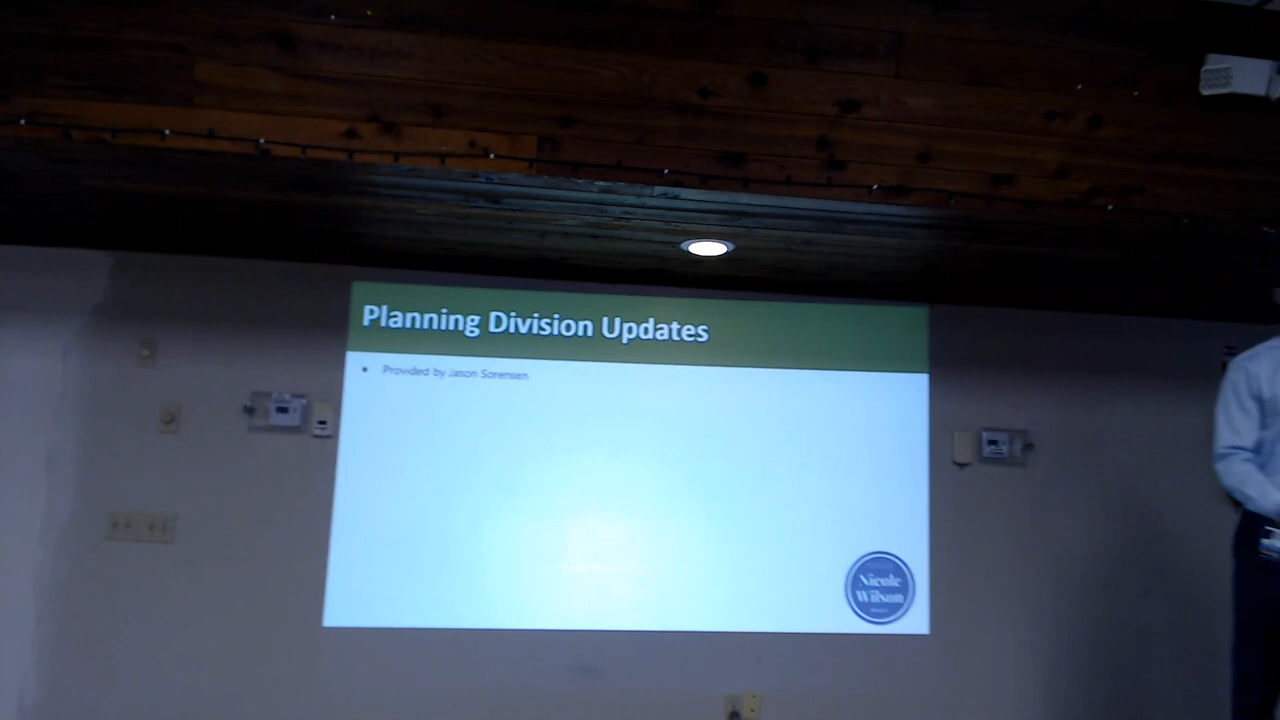 Planning Division Updates
• Provided by Jason Sorensen
Nicole
Wilson